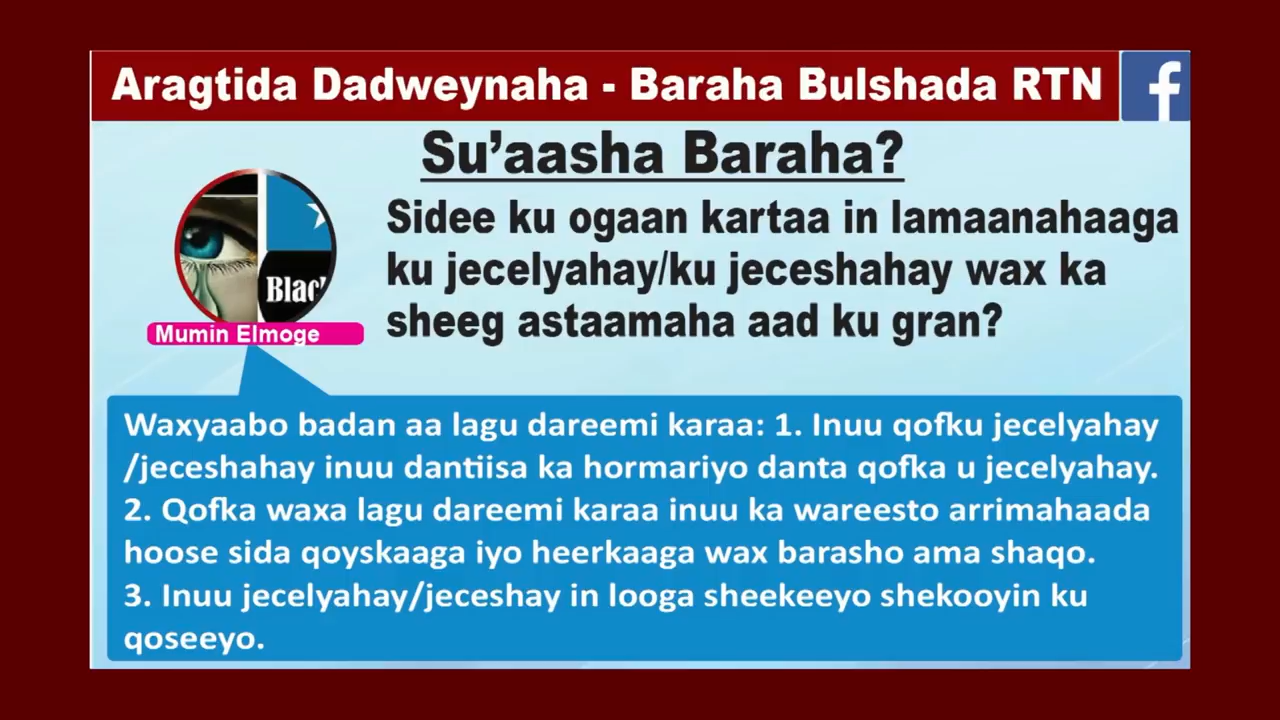 Aragtida Dadweynaha - Baraha Bulshada RTN
f
Su’aasha Baraha?
Sidee ku ogaan kartaa in lamaanahaaga
ku jecelyahay/ku jeceshahay wax ka
sheeg astaamaha aad ku gran?
Mumin Elmoge
Waxyaabo badan aa lagu dareemi karaa: 1. Inuu qofku jecelyahay
/jeceshahay inuu dantiisa ka hormariyo danta qofka u jecelyahay.
2. Qofka waxa lagu dareemi karaa inuu ka wareesto arrimahaada
hoose sida qoyskaaga iyo heerkaaga wax barasho ama shaqo.
3. Inuu jecelyahay/jeceshay in looga sheekeeyo shekooyin ku
qoseeyo.